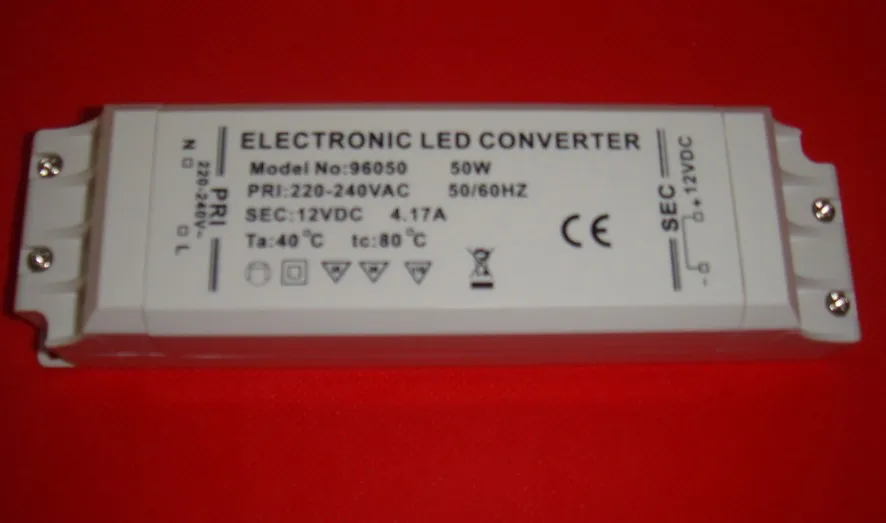 ELECTRONIC LED CONVERTER
Model No:96050 50W
PRI:220-240VAC 50/60HZ
SEC:12VDC 4.17A
Ta:40°C tc:80°C
CE
N
220-240V~
L
PRI
SEC
+ 12VDC
-